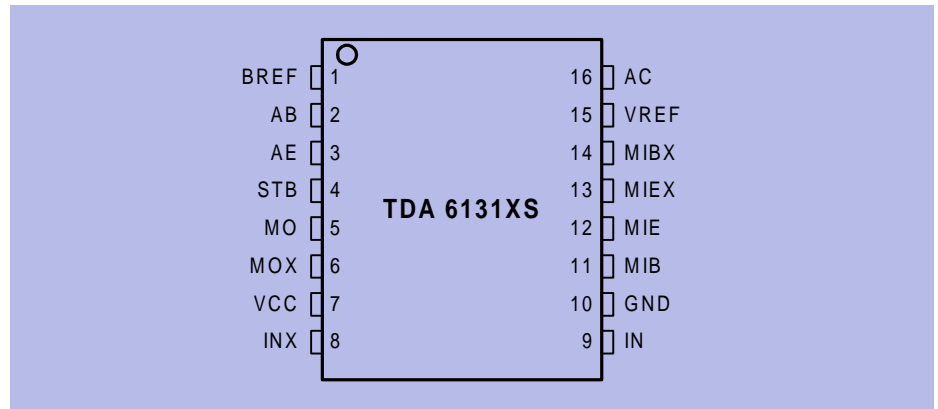 BREF 1 16 AC
AB 2 15 VREF
AE 3 14 MIBX
STB 4 13 MIEX
TDA 6131XS
MO 5 12 MIE
MOX 6 11 MIB
VCC 7 10 GND
INX 8 9 IN